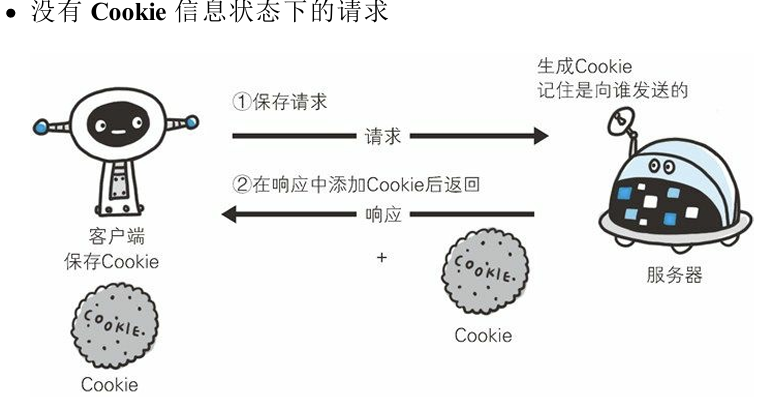 • 没有 Cookie 信息状态下的请求
生成Cookie
记住是向谁发送的
①保存请求
请求
②在响应中添加Cookie后返回
响应
客户端
保存Cookie
+
COOKIE.
服务器
Cookie
COOKIE.
Cookie